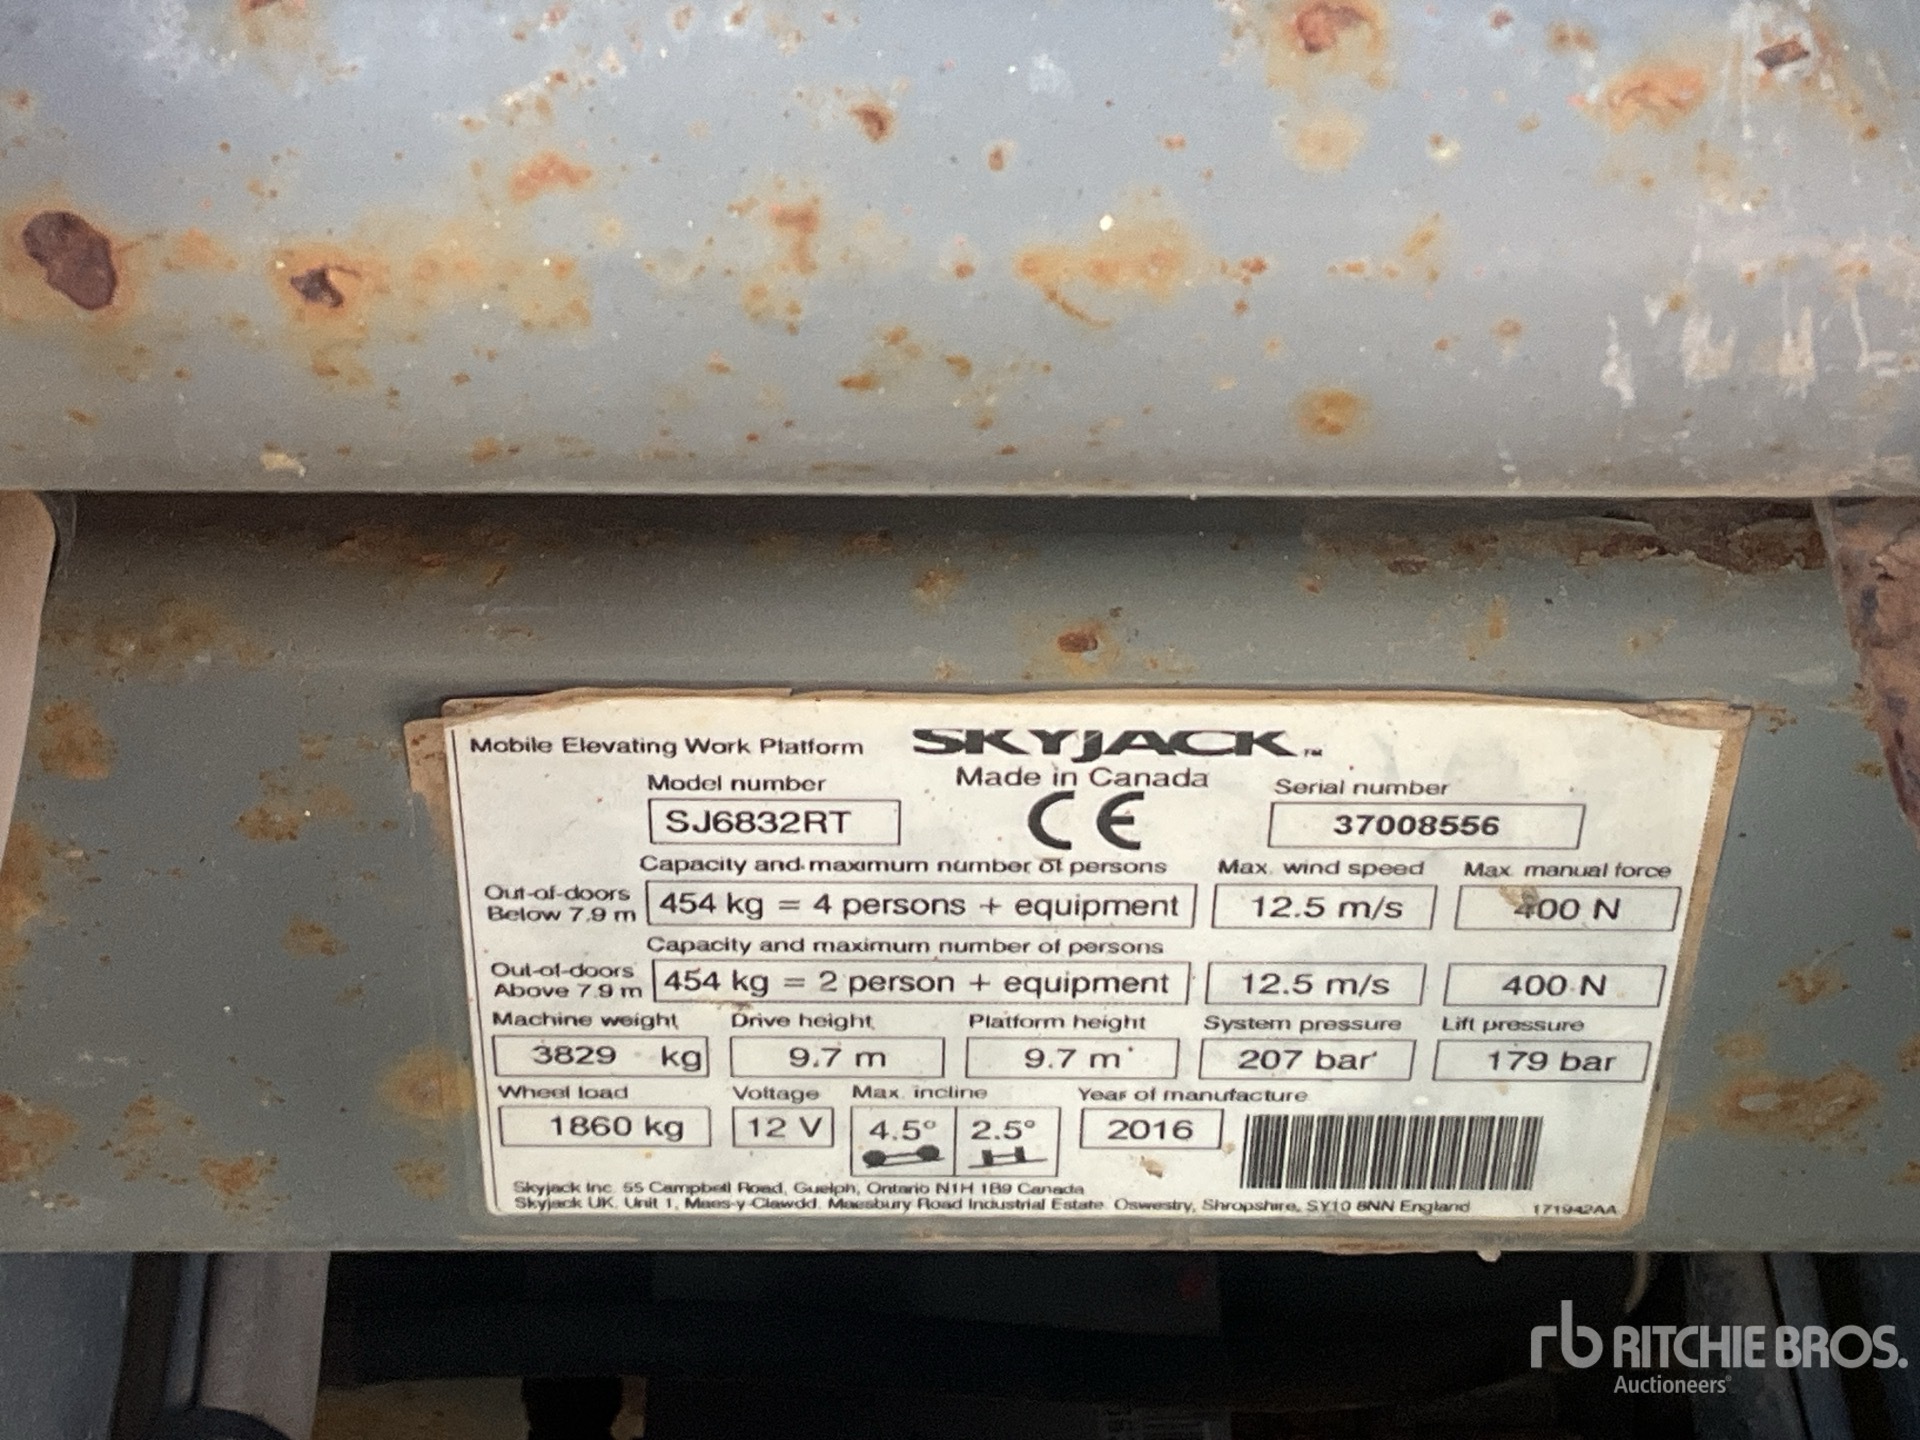 Mobile Elevating Work Platform SKYJACK™
Made in Canada
Model number Serial number
SJ6832RT CE 37008556
Capacity and maximum number of persons Max. wind speed Max. manual force
Out-of-doors
Below 7.9 m 454 kg = 4 persons + equipment 12.5 m/s 400 N
Capacity and maximum number of persons
Out-of-doors
Above 7.9 m 454 kg = 2 person + equipment 12.5 m/s 400 N
Machine weight Drive height Platform height System pressure Lift pressure
3829 kg 9.7 m 9.7 m 207 bar 179 bar
Wheel load Voltage Max. incline Year of manufacture
1860 kg 12 V 4.5° 2.5° 2016
Skyjack Inc. 55 Campbell Road, Guelph, Ontario N1H 1B9 Canada
Skyjack UK. Unit 1, Maes-y-Clawdd. Maesbury Road Industrial Estate. Oswestry, Shropshire, SY10 8NN England 171942AA
rb RITCHIE BROS.
Auctioneers®